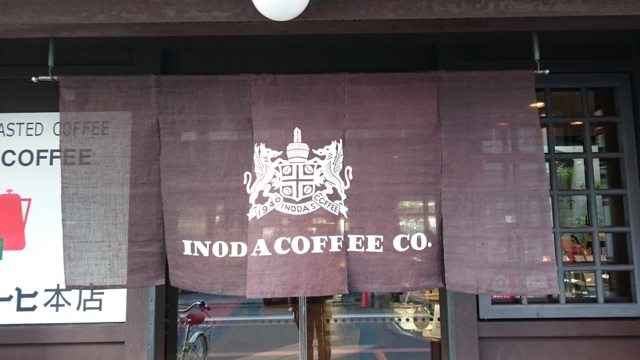 ASTED COFFEE
COFFEE
ーヒ本店
1940 INODA'S COFFEE
INODA COFFEE CO.